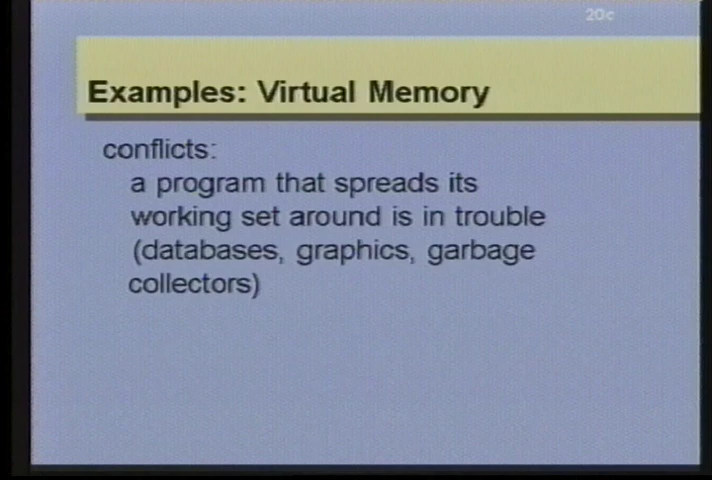 20c
Examples: Virtual Memory
conflicts:
a program that spreads its
working set around is in trouble
(databases, graphics, garbage
collectors)